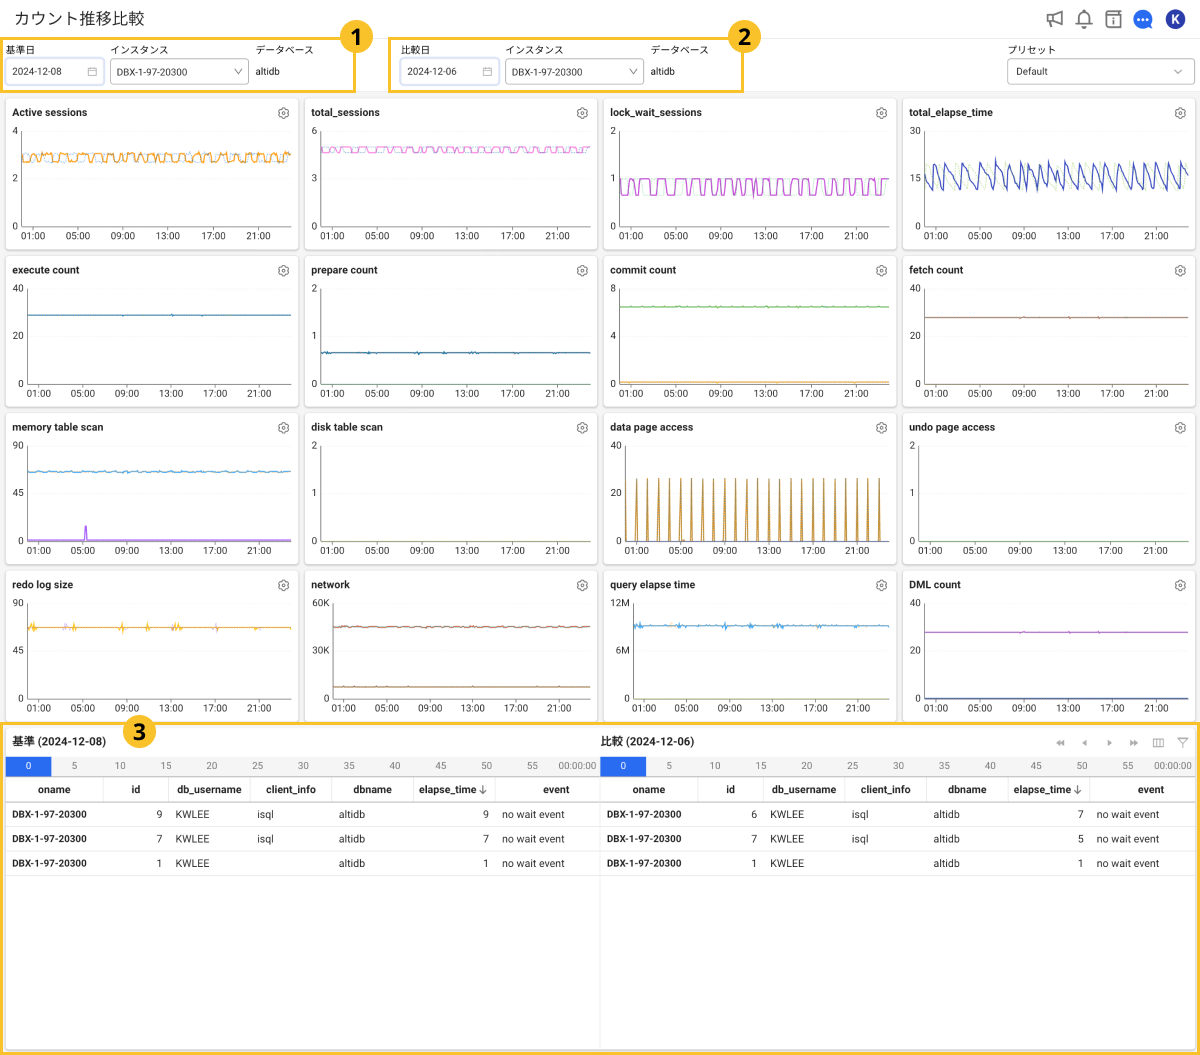 カウント推移比較
K
1
2
基準日 インスタンス データベース
2024-12-08 DBX-1-97-20300 altidb
比較日 インスタンス データベース
2024-12-06 DBX-1-97-20300 altidb
プリセット
Default
Active sessions
4
2
0
01:00 05:00 09:00 13:00 17:00 21:00
total_sessions
6
3
0
01:00 05:00 09:00 13:00 17:00 21:00
lock_wait_sessions
2
1
0
01:00 05:00 09:00 13:00 17:00 21:00
total_elapse_time
30
15
0
01:00 05:00 09:00 13:00 17:00 21:00
execute count
40
20
0
01:00 05:00 09:00 13:00 17:00 21:00
prepare count
2
1
0
01:00 05:00 09:00 13:00 17:00 21:00
commit count
8
4
0
01:00 05:00 09:00 13:00 17:00 21:00
fetch count
40
20
0
01:00 05:00 09:00 13:00 17:00 21:00
memory table scan
90
45
0
01:00 05:00 09:00 13:00 17:00 21:00
disk table scan
2
1
0
01:00 05:00 09:00 13:00 17:00 21:00
data page access
40
20
0
01:00 05:00 09:00 13:00 17:00 21:00
undo page access
2
1
0
01:00 05:00 09:00 13:00 17:00 21:00
redo log size
90
45
0
01:00 05:00 09:00 13:00 17:00 21:00
network
60K
30K
0
01:00 05:00 09:00 13:00 17:00 21:00
query elapse time
12M
6M
0
01:00 05:00 09:00 13:00 17:00 21:00
DML count
40
20
0
01:00 05:00 09:00 13:00 17:00 21:00
3
基準 (2024-12-08)
0 5 10 15 20 25 30 35 40 45 50 55 00:00:00
oname id db_username client_info dbname elapse_time event
DBX-1-97-20300 9 KWLEE isql altidb 9 no wait event
DBX-1-97-20300 7 KWLEE isql altidb 7 no wait event
DBX-1-97-20300 1 KWLEE altidb 1 no wait event
比較 (2024-12-06)
0 5 10 15 20 25 30 35 40 45 50 55 00:00:00
oname id db_username client_info dbname elapse_time event
DBX-1-97-20300 6 KWLEE isql altidb 7 no wait event
DBX-1-97-20300 7 KWLEE isql altidb 5 no wait event
DBX-1-97-20300 1 KWLEE altidb 1 no wait event